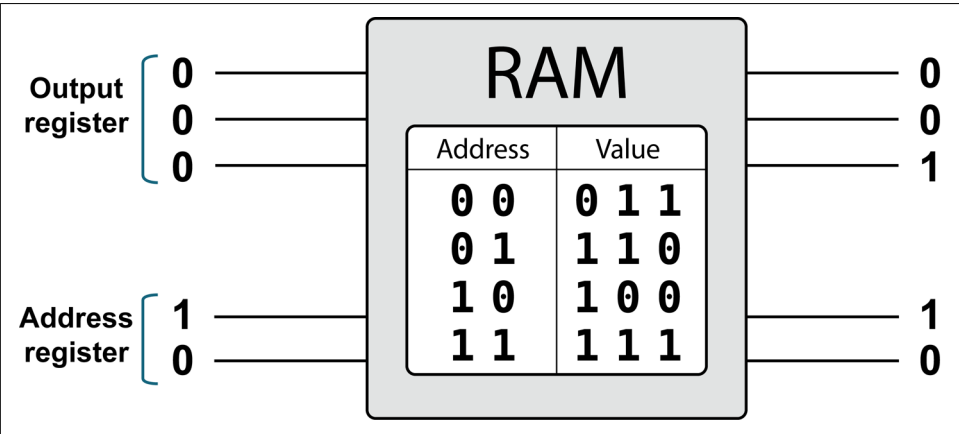 RAM
Output
register
0
0
0
0
0
1
Address Value
0 0 0 1 1
0 1 1 1 0
1 0 1 0 0
1 1 1 1 1
Address
register
1
0
1
0